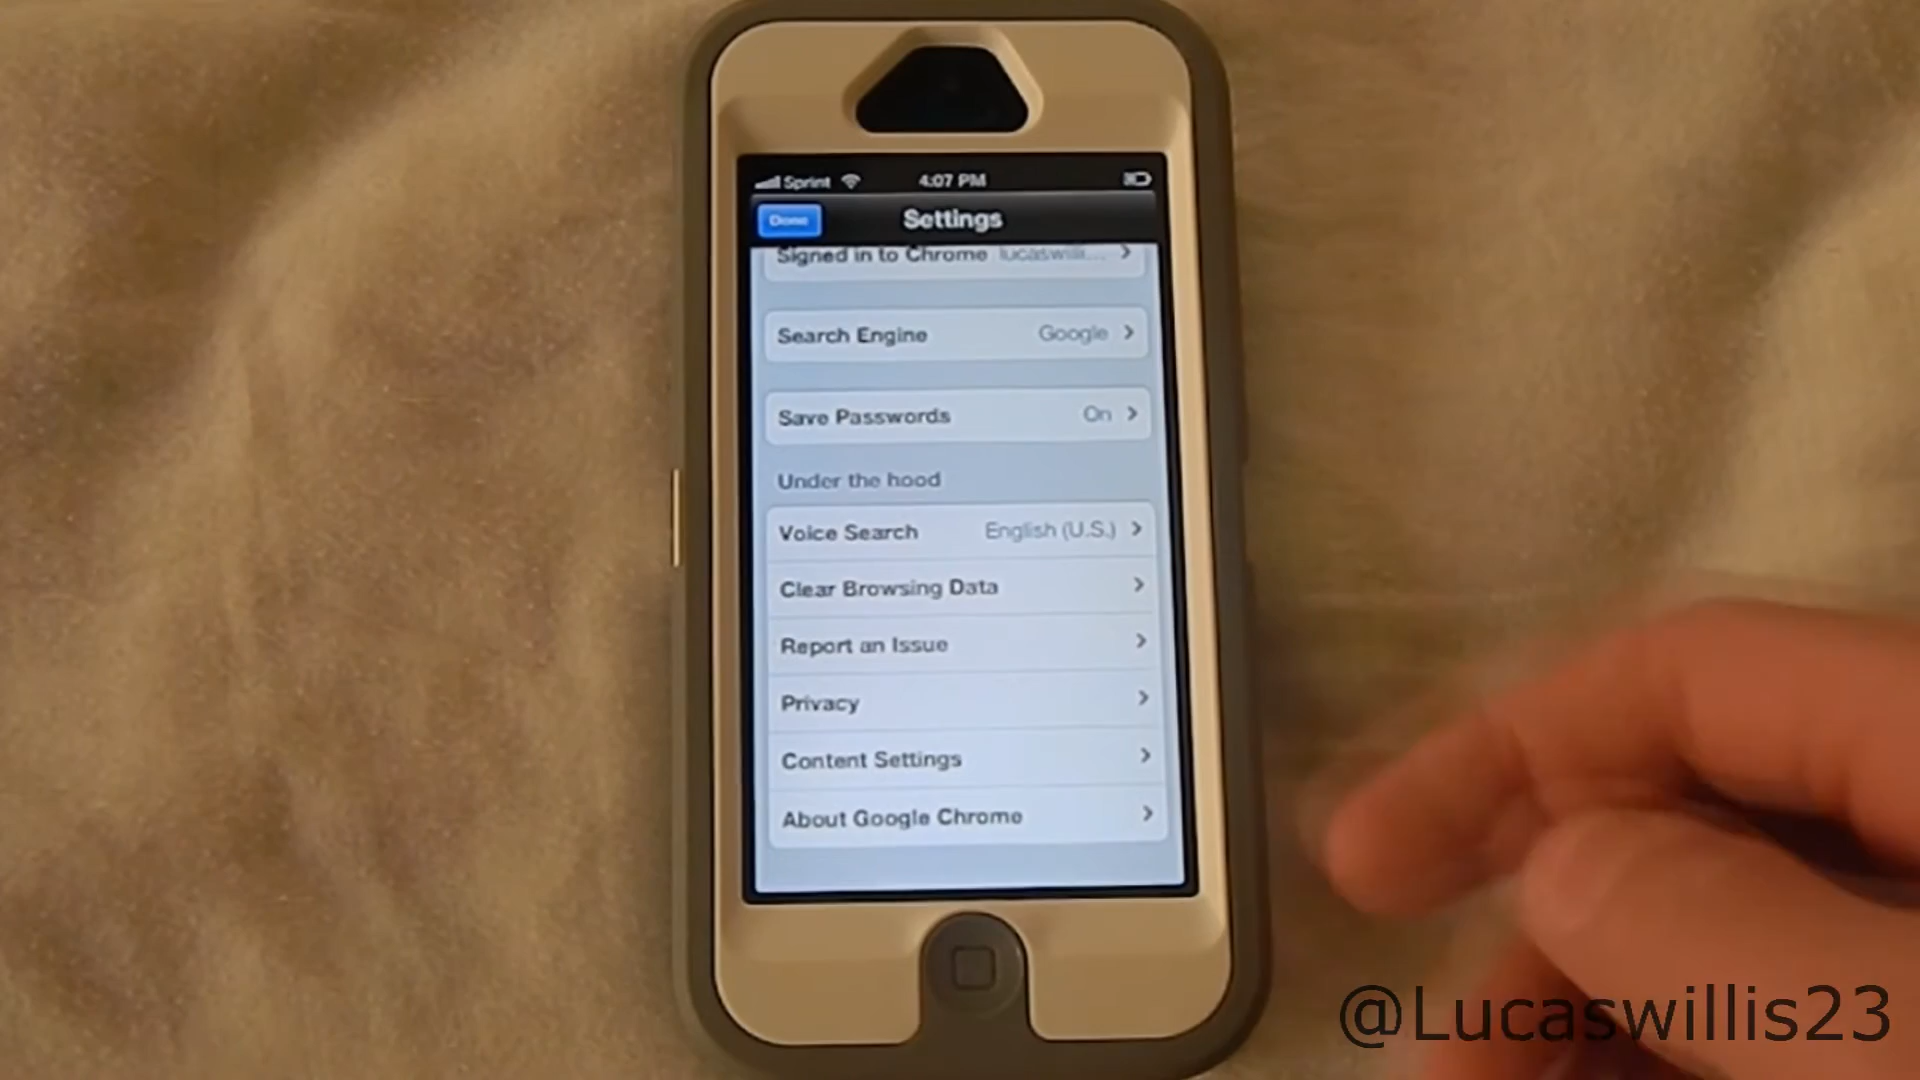 Sprint 4:07 PM
Done Settings
Signed in to Chrome lucaswilli...
Search Engine Google
Save Passwords On
Under the hood
Voice Search English (U.S.)
Clear Browsing Data
Report an Issue
Privacy
Content Settings
About Google Chrome
@Lucaswillis23